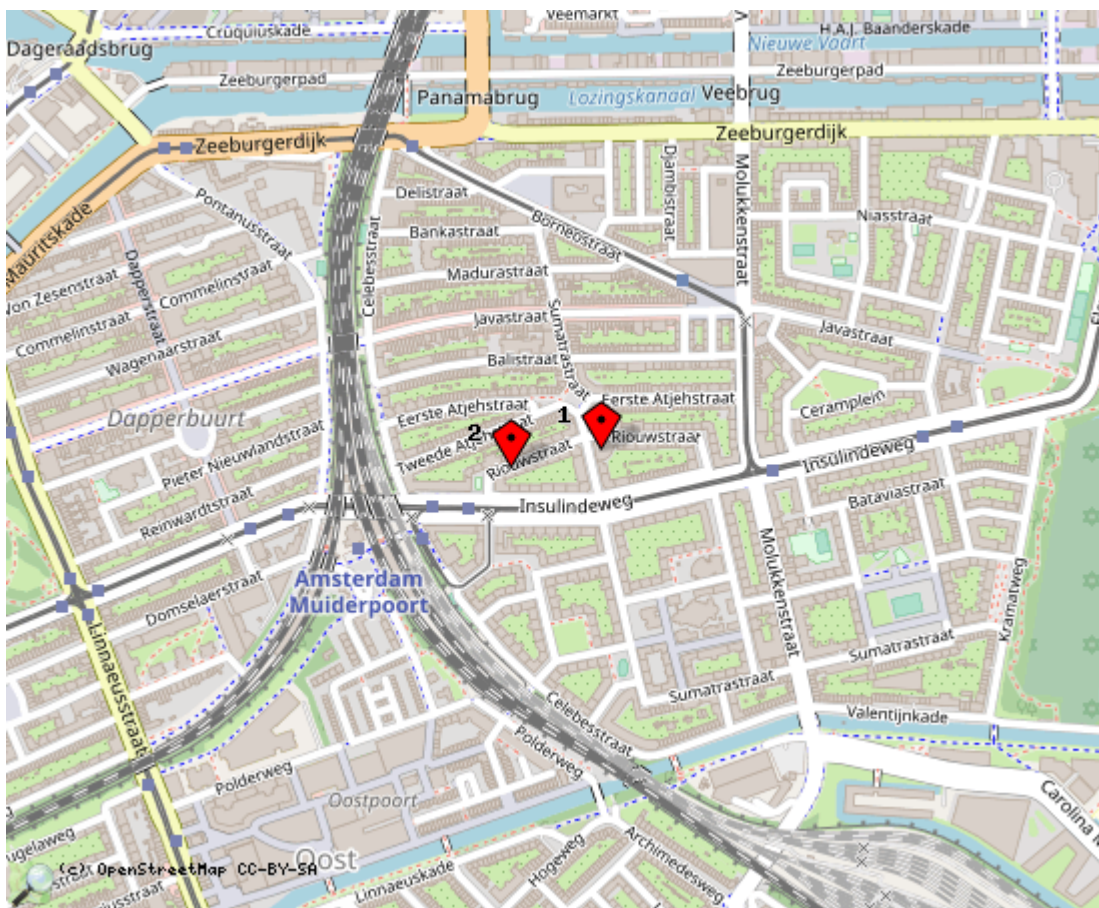 Veemarkt
H.A.J. Baanderskade
Cruquiuskade
Dageraadsbrug
Nieuwe Vaart
Zeeburgerpad
Zeeburgerpad
Panamabrug
Lozingskanaal
Veebrug
Zeeburgerdijk
Zeeburgerdijk
Mauritskade
Pontanusstraat
Delistraat
Djambistraat
Molukkenstraat
Niasstraat
Bankastraat
Borneostraat
Celebesstraat
Dapperstraat
Von Zesenstraat
Commelinstraat
Madurastraat
Commelinstraat
Wagenaarstraat
Javastraat
Sumatrastraat
Javastraat
Balistraat
Dapperbuurt
Eerste Atjehstraat
Eerste Atjehstraat
Ceramplein
1
2
Tweede
Riouwstraat
Riouwstraat
Pieter Nieuwlandstraat
Insulindeweg
Reinwardtstraat
Insulindeweg
Bataviastraat
Amsterdam
Muiderpoort
Domselaerstraat
Molukkenstraat
Kramatweg
Linnaeusstraat
Sumatrastraat
Sumatrastraat
Celebesstraat
Valentijnkade
Polderweg
Polderweg
Oostpoort
Carolina M
Oost
Hogeweg
Archimedesweg
Linnaeuskade
(c) OpenStreetMap CC-BY-SA